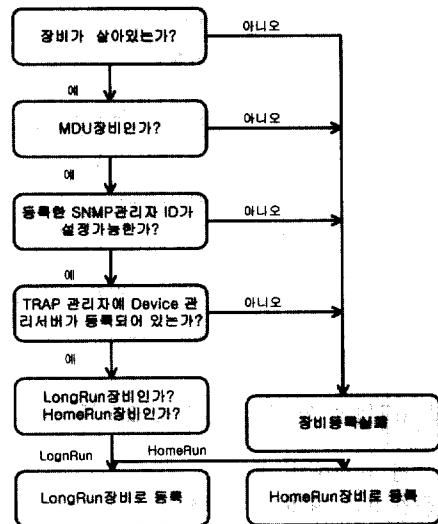 장비가 살아있는가?
아니오
예
MDU장비인가?
아니오
예
등록한 SNMP관리자 ID가
설정가능한가?
아니오
예
TRAP 관리자에 Device 관
리서버가 등록되어 있는가?
아니오
예
LongRun장비인가?
HomeRun장비인가?
장비등록실패
LognRun
HomeRun
LongRun장비로 등록
HomeRun장비로 등록